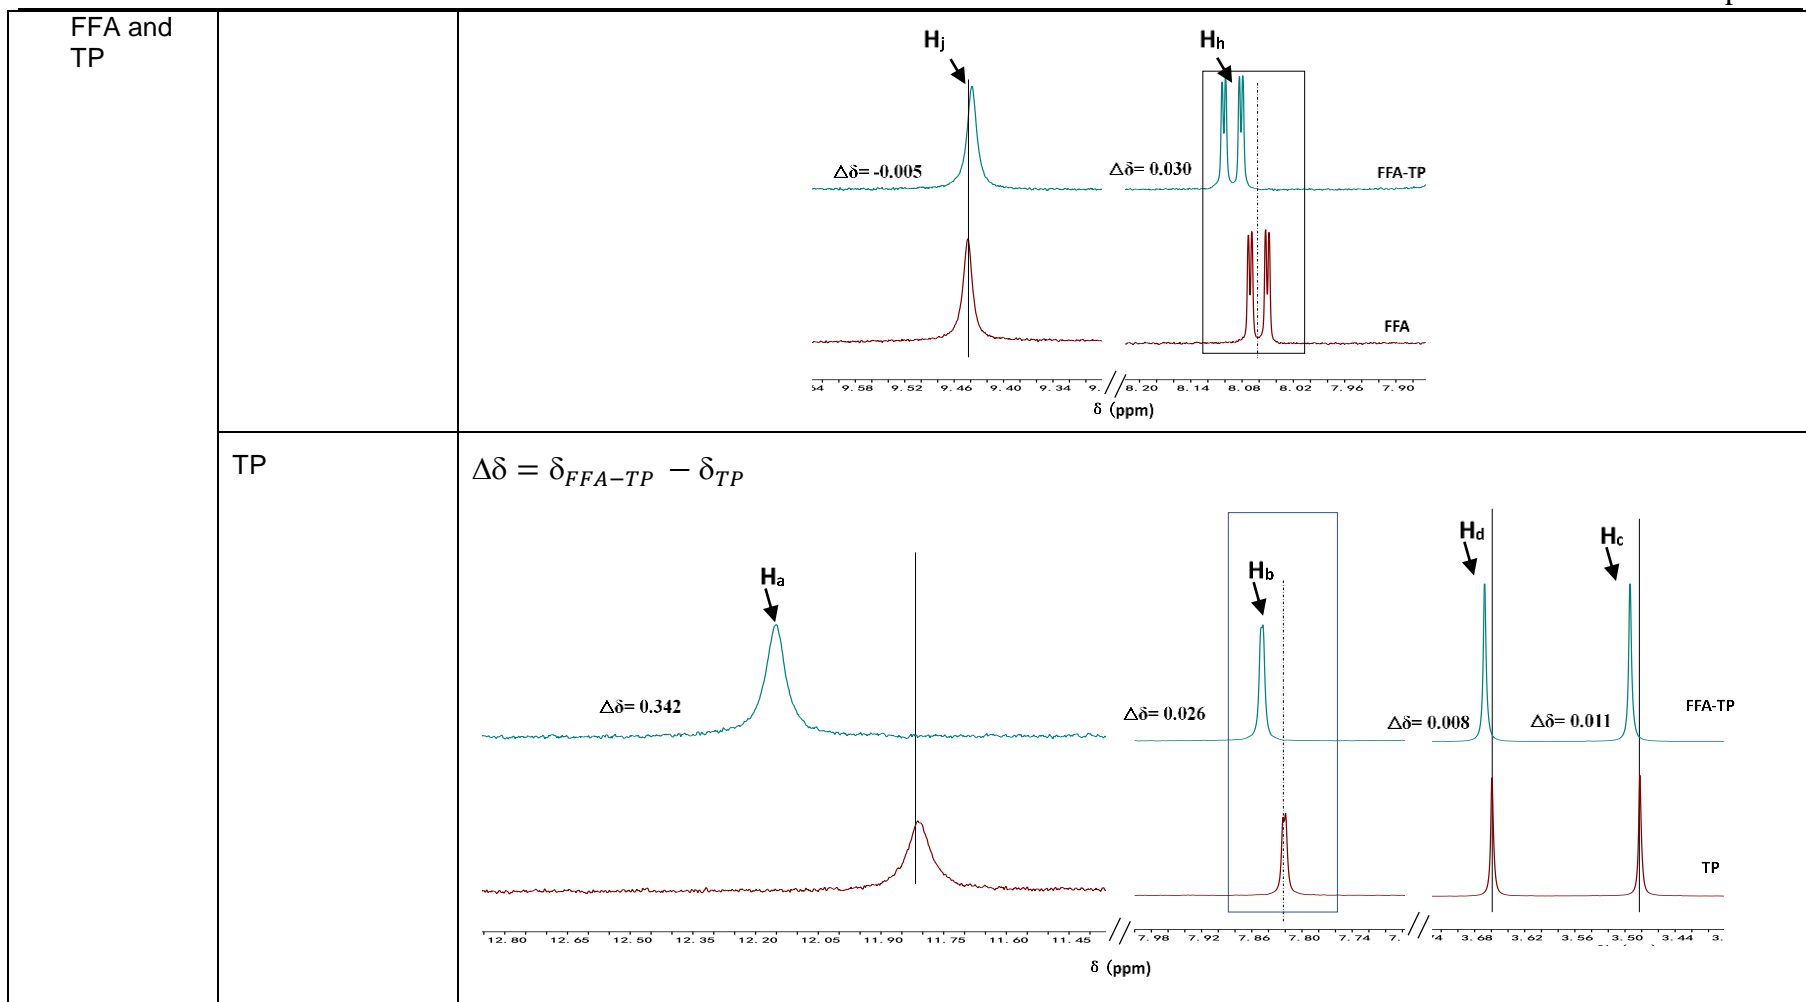 FFA and
TP
Hj
Hh
Δδ= -0.005
Δδ= 0.030
FFA-TP
FFA
9.58 9.52 9.46 9.40 9.34 9. 8.20 8.14 8.08 8.02 7.96 7.90
δ (ppm)
TP
Δδ = δFFA−TP − δTP
Ha
Hb
Hd
Hc
Δδ= 0.342
Δδ= 0.026
Δδ= 0.008
Δδ= 0.011
FFA-TP
TP
12.80 12.65 12.50 12.35 12.20 12.05 11.90 11.75 11.60 11.45 7.98 7.92 7.86 7.80 7.74 7. 74 3.68 3.62 3.56 3.50 3.44 3.
δ (ppm)